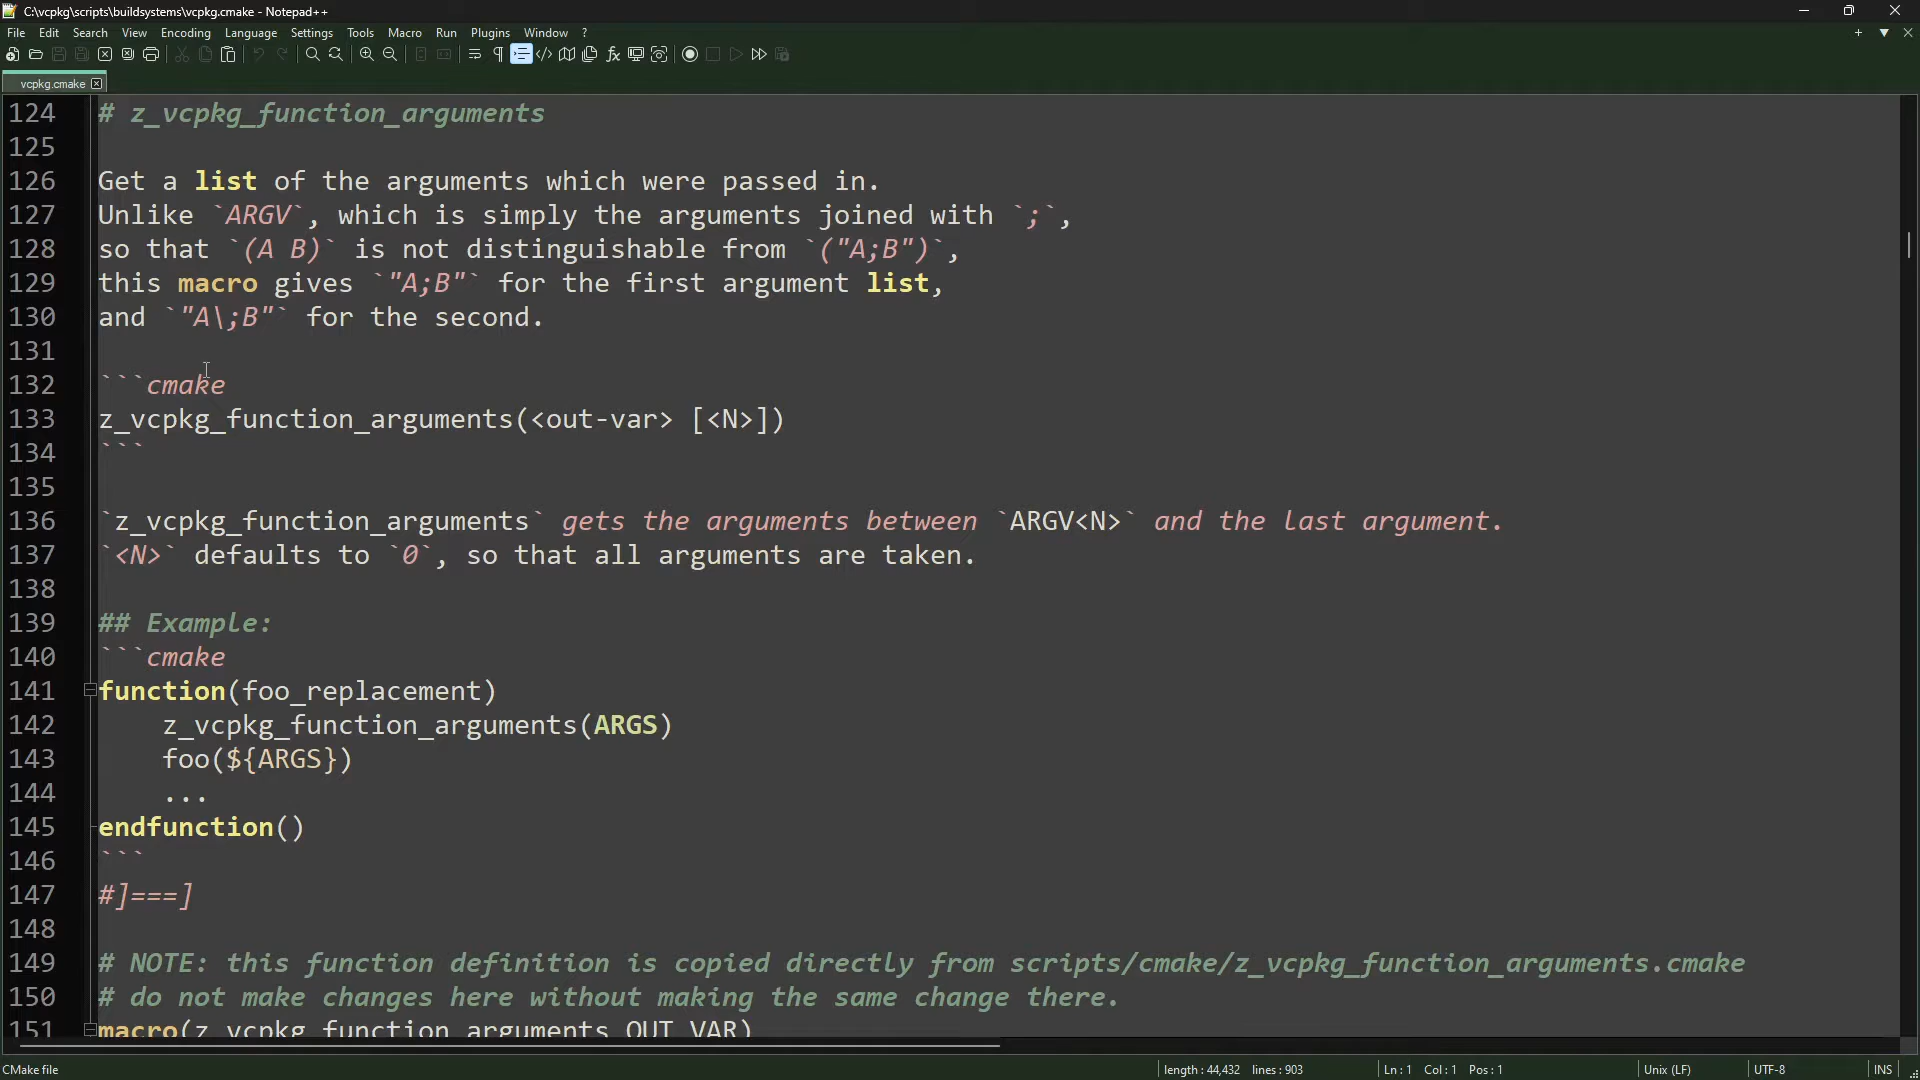 C:\vcpkg\scripts\buildsystems\vcpkg.cmake - Notepad++
File Edit Search View Encoding Language Settings Tools Macro Run Plugins Window ?
vcpkg.cmake
124 # z_vcpkg_function_arguments
125
126 Get a list of the arguments which were passed in.
127 Unlike `ARGV`, which is simply the arguments joined with `;`,
128 so that `(A B)` is not distinguishable from `("A;B")`,
129 this macro gives `"A;B"` for the first argument list,
130 and `"A\;B"` for the second.
131
132 ```cmake
133 z_vcpkg_function_arguments(<out-var> [<N>])
134 ```
135
136 `z_vcpkg_function_arguments` gets the arguments between `ARGV<N>` and the last argument.
137 `<N>` defaults to `0`, so that all arguments are taken.
138
139 ## Example:
140 ```cmake
141 function(foo_replacement)
142     z_vcpkg_function_arguments(ARGS)
143     foo(${ARGS})
144     ...
145 endfunction()
146 ```
147 #]===]
148
149 # NOTE: this function definition is copied directly from scripts/cmake/z_vcpkg_function_arguments.cmake
150 # do not make changes here without making the same change there.
151 macro(z_vcpkg_function_arguments OUT_VAR)
CMake file length : 44,432 lines : 903 Ln : 1 Col : 1 Pos : 1 Unix (LF) UTF-8 INS